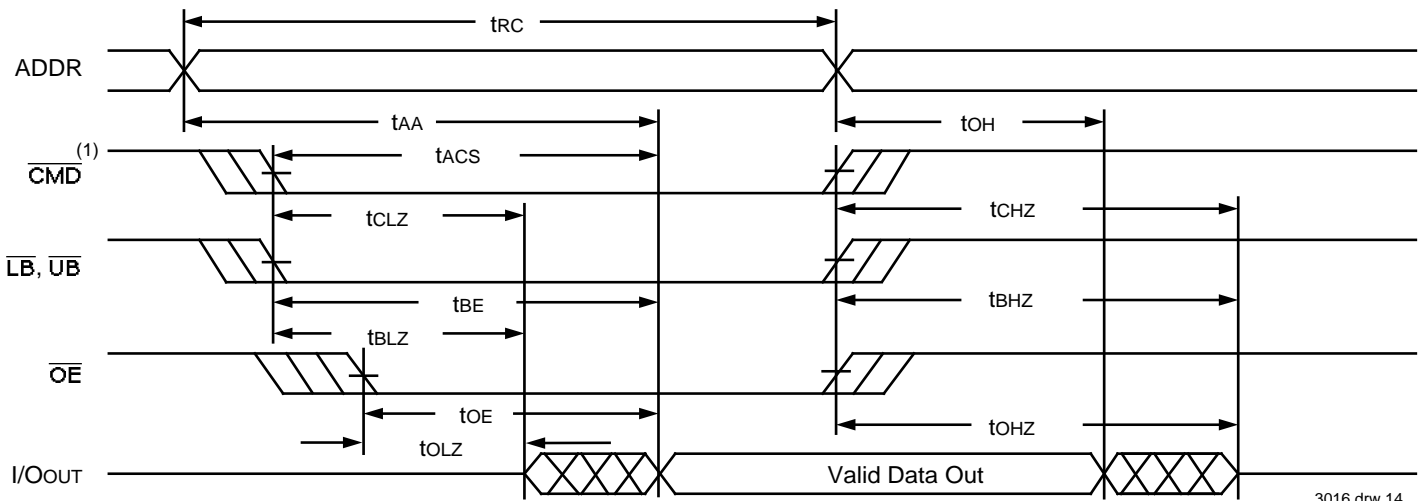 tRC
ADDR
tAA
tOH
CMD(1)
tACS
tCLZ
tCHZ
LB, UB
tBE
tBHZ
tBLZ
OE
tOE
tOLZ
tOHZ
I/OOUT
Valid Data Out
3016 drw 14